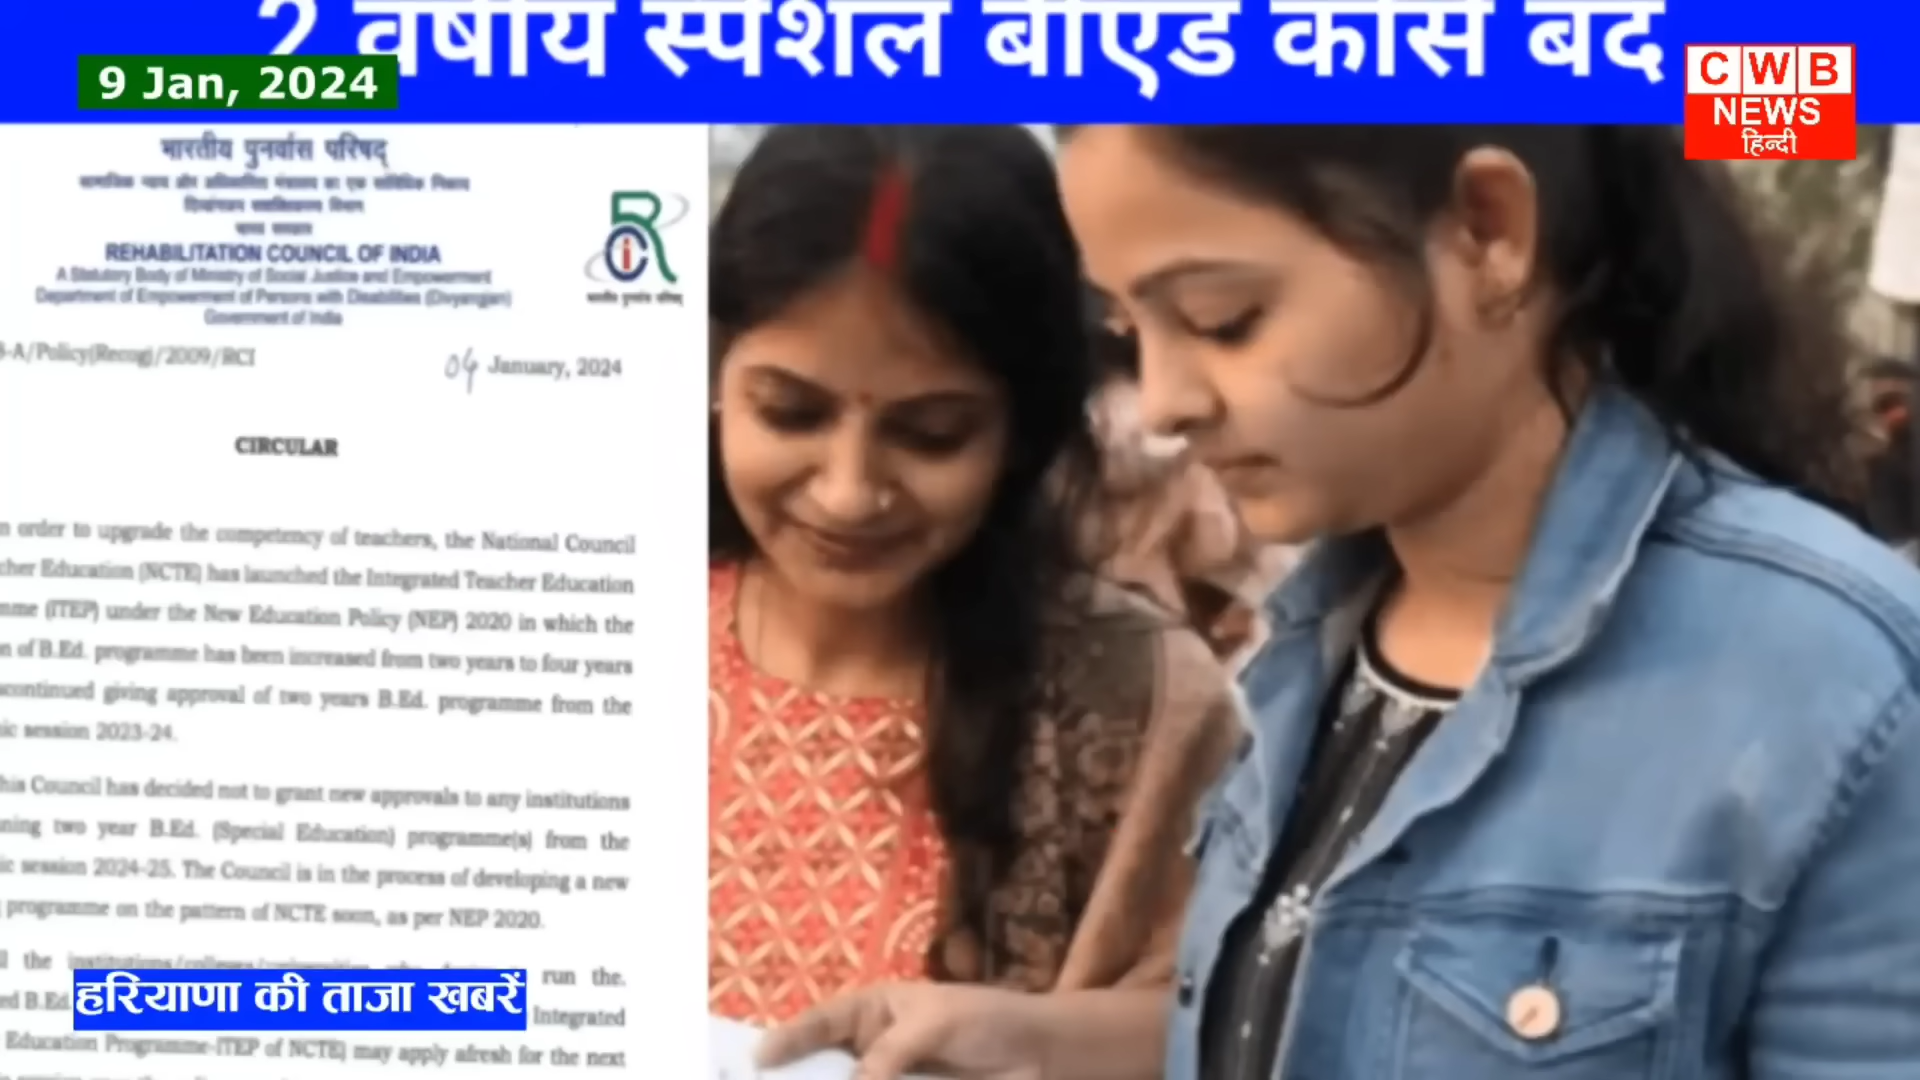 2 वर्षीय स्पेशल बीएड कोर्स बंद
9 Jan, 2024
CWB
NEWS
हिन्दी
भारतीय पुनर्वास परिषद्
REHABILITATION COUNCIL OF INDIA
A Statutory Body of Ministry of Social Justice and Empowerment
Department of Empowerment of Persons with Disabilities (Divyangjan)
Government of India
-A/Policy(Recog)/2009/RCI
04 January, 2024
CIRCULAR
n order to upgrade the competency of teachers, the National Council
cher Education (NCTE) has launched the Integrated Teacher Education
mme (ITEP) under the New Education Policy (NEP) 2020 in which the
n of B.Ed. programme has been increased from two years to four years
scontinued giving approval of two years B.Ed. programme from the
ic session 2023-24.
his Council has decided not to grant new approvals to any institutions
ning two year B.Ed. (Special Education) programme(s) from the
ic session 2024-25. The Council is in the process of developing a new
programme on the pattern of NCTE soon, as per NEP 2020.
the institutions/colleges/universities run the
ed B.Ed. Integrated
Education Programme-ITEP of NCTE) may apply afresh for the next
हरियाणा की ताजा खबरें